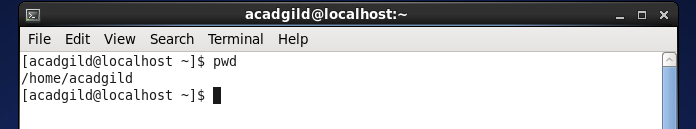 acadgild@localhost:~
File Edit View Search Terminal Help
[acadgild@localhost ~]$ pwd
/home/acadgild
[acadgild@localhost ~]$